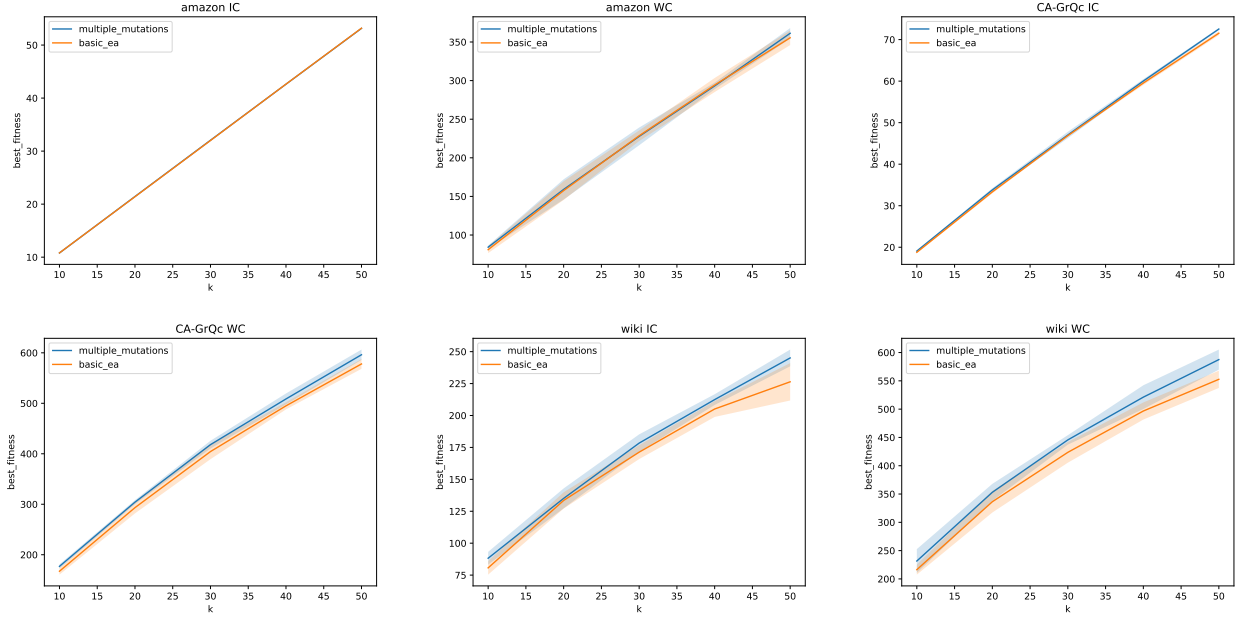 amazon IC
multiple_mutations
basic_ea
50
40
30
20
10
best_fitness
10 15 20 25 30 35 40 45 50
k
amazon WC
multiple_mutations
basic_ea
350
300
250
200
150
100
best_fitness
10 15 20 25 30 35 40 45 50
k
CA-GrQc IC
multiple_mutations
basic_ea
70
60
50
40
30
20
best_fitness
10 15 20 25 30 35 40 45 50
k
CA-GrQc WC
multiple_mutations
basic_ea
600
500
400
300
200
best_fitness
10 15 20 25 30 35 40 45 50
k
wiki IC
multiple_mutations
basic_ea
250
225
200
175
150
125
100
75
best_fitness
10 15 20 25 30 35 40 45 50
k
wiki WC
multiple_mutations
basic_ea
600
550
500
450
400
350
300
250
200
best_fitness
10 15 20 25 30 35 40 45 50
k